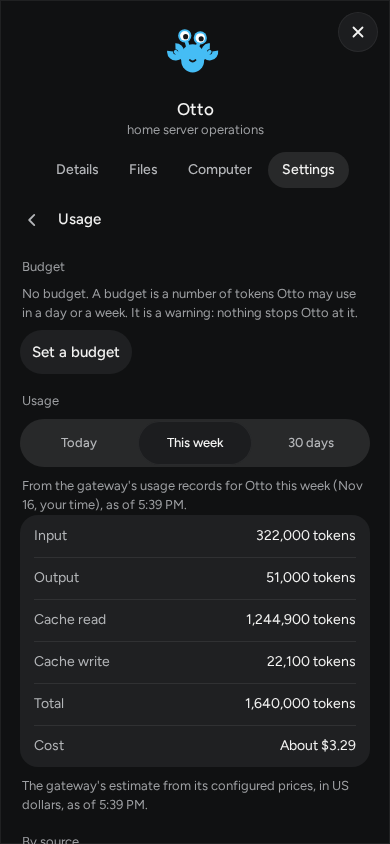 Otto
home server operations
Details Files Computer Settings
Usage
Budget
No budget. A budget is a number of tokens Otto may use
in a day or a week. It is a warning: nothing stops Otto at it.
Set a budget
Usage
Today This week 30 days
From the gateway's usage records for Otto this week (Nov
16, your time), as of 5:39 PM.
Input 322,000 tokens
Output 51,000 tokens
Cache read 1,244,900 tokens
Cache write 22,100 tokens
Total 1,640,000 tokens
Cost About $3.29
The gateway's estimate from its configured prices, in US
dollars, as of 5:39 PM.
By source